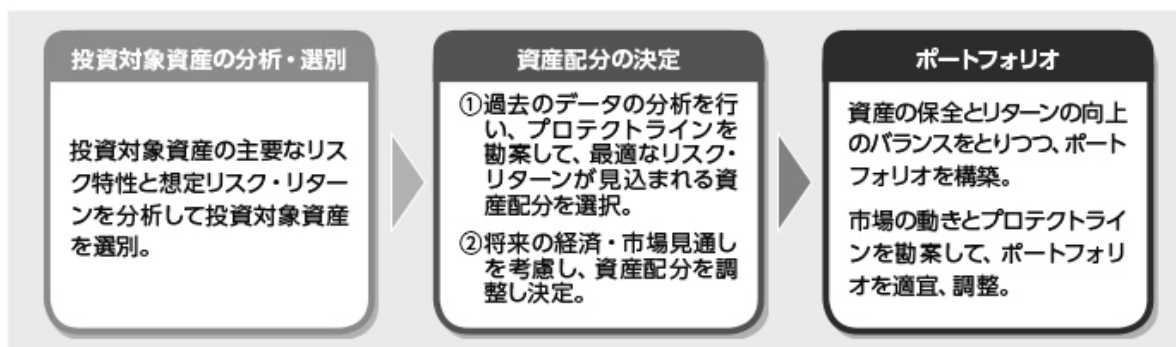 投資対象資産の分析・選別
投資対象資産の主要なリス
ク特性と想定リスク・リター
ンを分析して投資対象資産
を選別。
資産配分の決定
①過去のデータの分析を行
い、プロテクトラインを
勘案して、最適なリスク・
リターンが見込まれる資
産配分を選択。
②将来の経済・市場見通し
を考慮し、資産配分を調
整し決定。
ポートフォリオ
資産の保全とリターンの向上
のバランスをとりつつ、ポート
フォリオを構築。
市場の動きとプロテクトライ
ンを勘案して、ポートフォリ
オを適宜、調整。